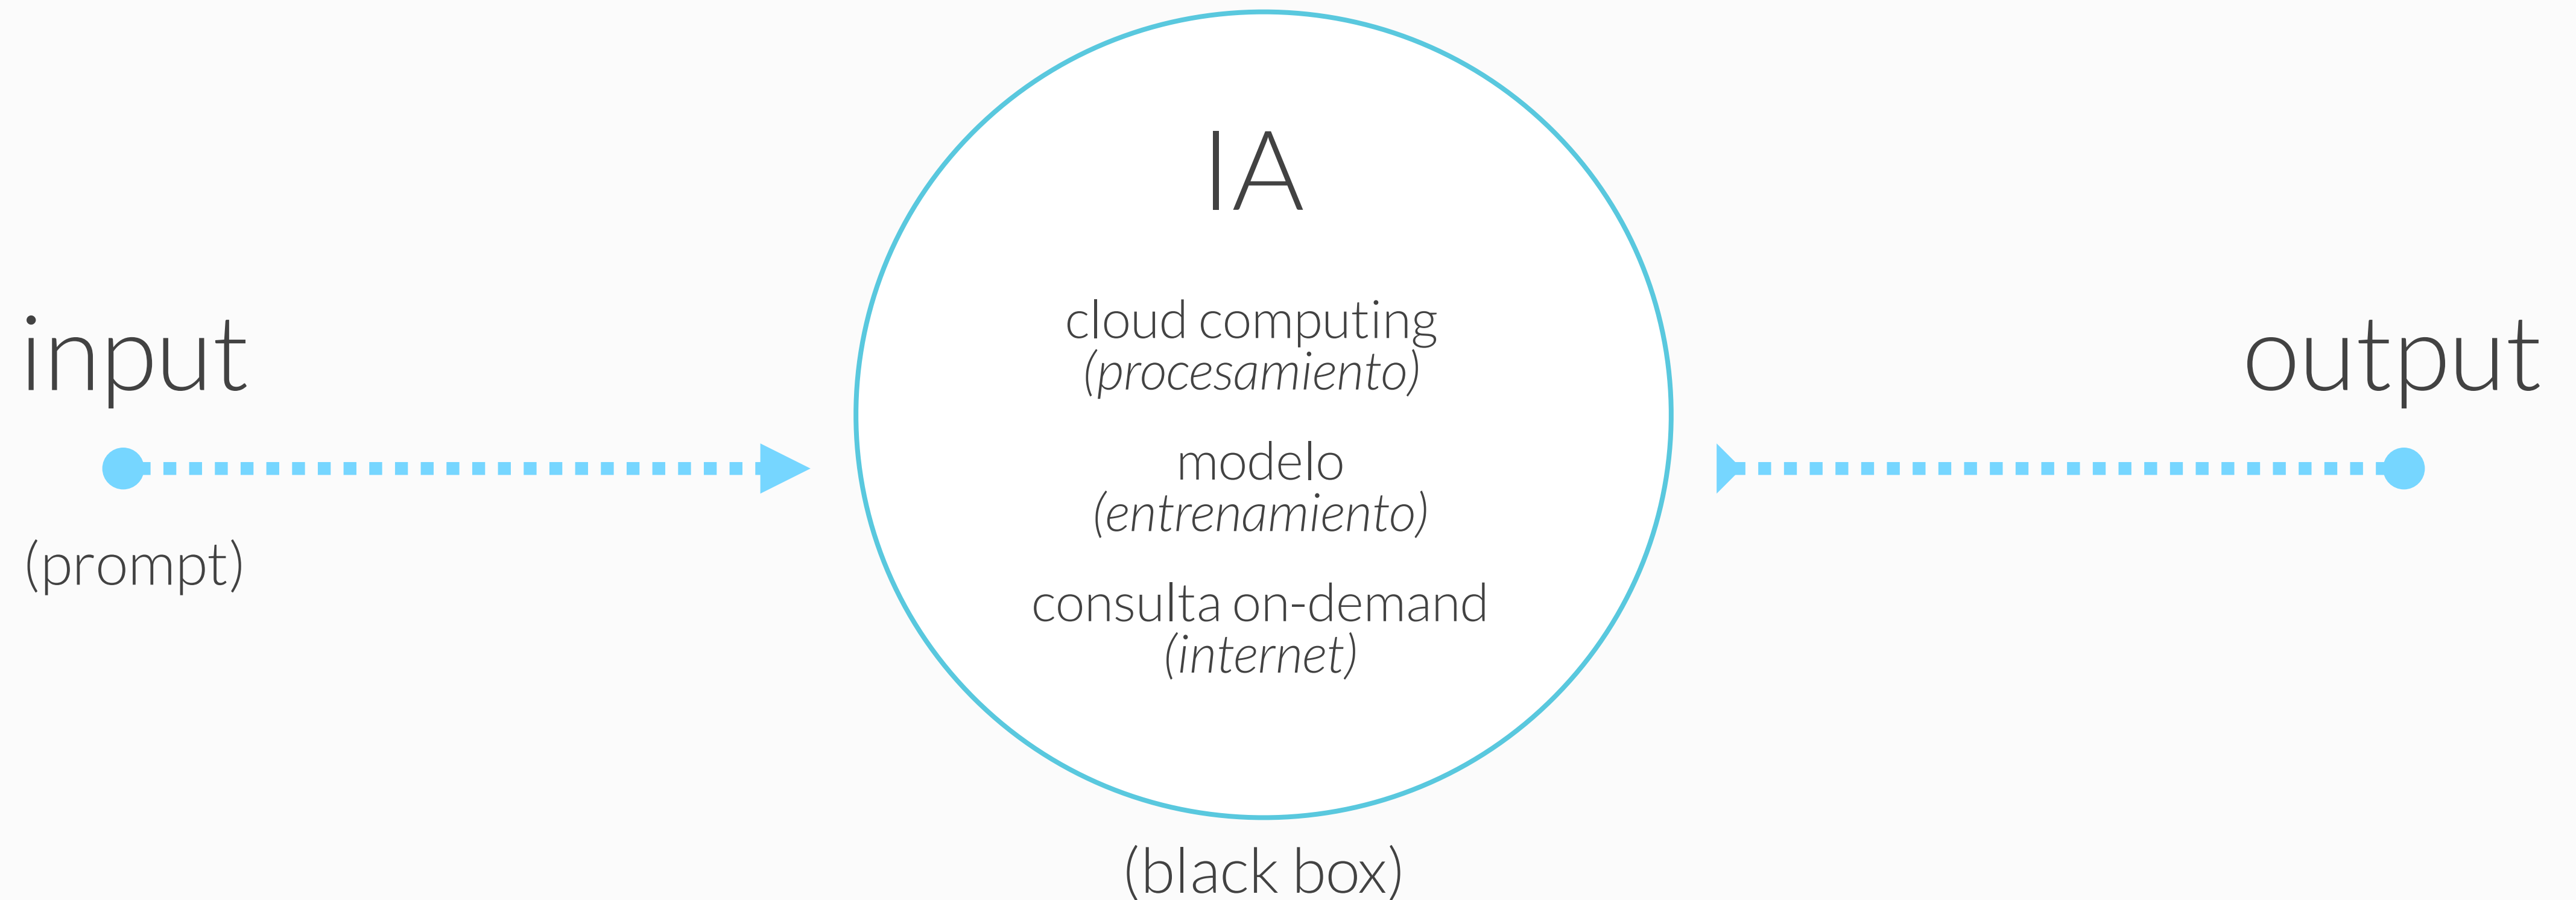 input
(prompt)
IA
cloud computing
(procesamiento)
modelo
(entrenamiento)
consulta on-demand
(internet)
(black box)
output